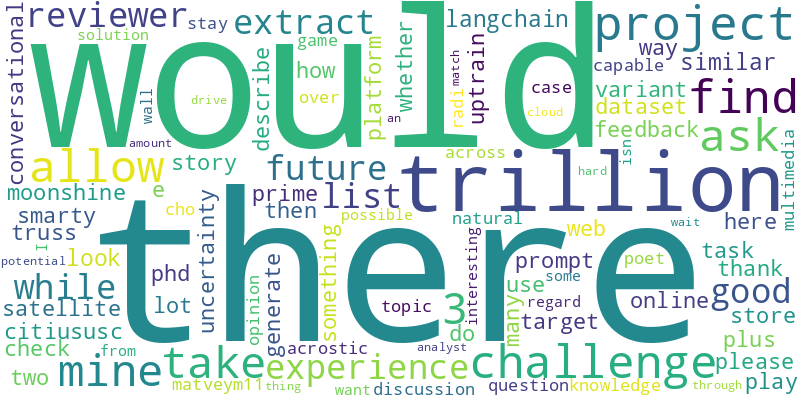 would
there
trillion
reviewer
stay
extract
langchain
project
solution
conversational
wall
drive
describe
game
how
over
platform
whether
uptrain
radi
match
an
case
cloud
way
similar
capable
variant
dataset
find
feedback
ask
isn
multimedia
allow
amount
story
future
across
hard
moonshine
e
prime
list
smarty
cho
then
possible
natural
here
wait
truss
I
look
phd
uncertainty
something
interesting
web
poet
task
potential
while
lot
generate
topic
3
prompt
some
thank
satellite
use
regard
online
good
citiususc
opinion
many
do
target
store
check
from
acrostic
analyst
plus
two
mine
take
experience
challenge
please
matveym11
thing
want
discussion
question
knowledge
through
play